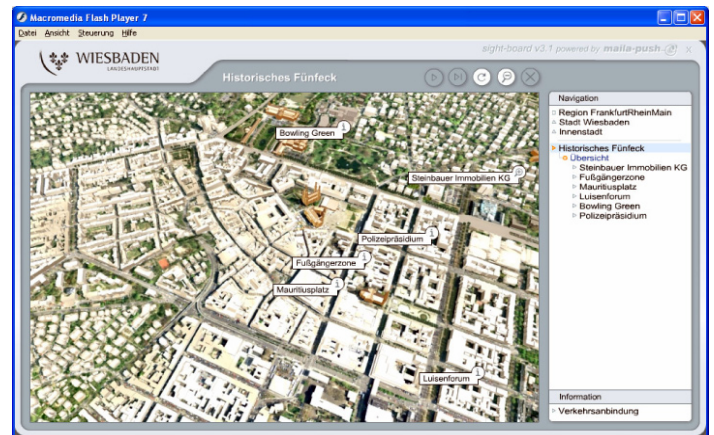 Macromedia Flash Player 7
Datei Ansicht Steuerung Hilfe
WIESBADEN
LANDESHAUPTSTADT
sight-board v3.1 powered by maila-push
Historisches Fünfeck
Bowling Green
Steinbauer Immobilien KG
Polizeipräsidium
Fußgängerzone
Mauritiusplatz
Luisenforum
Navigation
Region FrankfurtRheinMain
Stadt Wiesbaden
Innenstadt
Historisches Fünfeck
Übersicht
Steinbauer Immobilien KG
Fußgängerzone
Mauritiusplatz
Luisenforum
Bowling Green
Polizeipräsidium
Information
Verkehrsanbindung